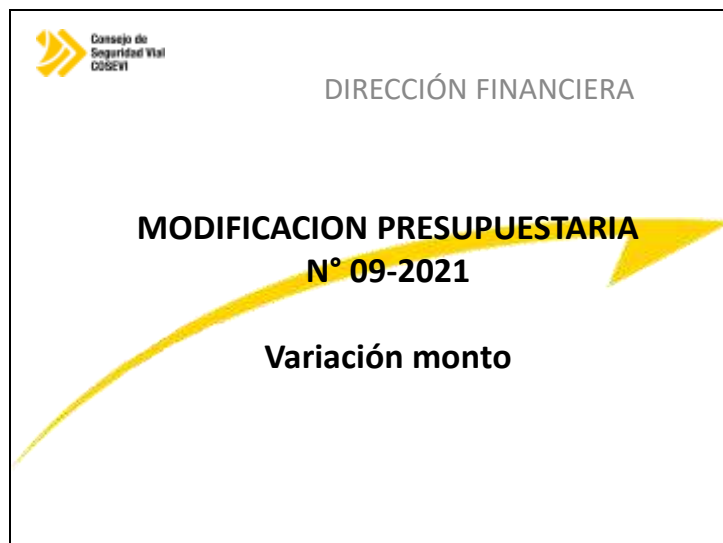 Consejo de
Seguridad Vial
COSEVI
DIRECCIÓN FINANCIERA
MODIFICACION PRESUPUESTARIA
N° 09-2021
Variación monto